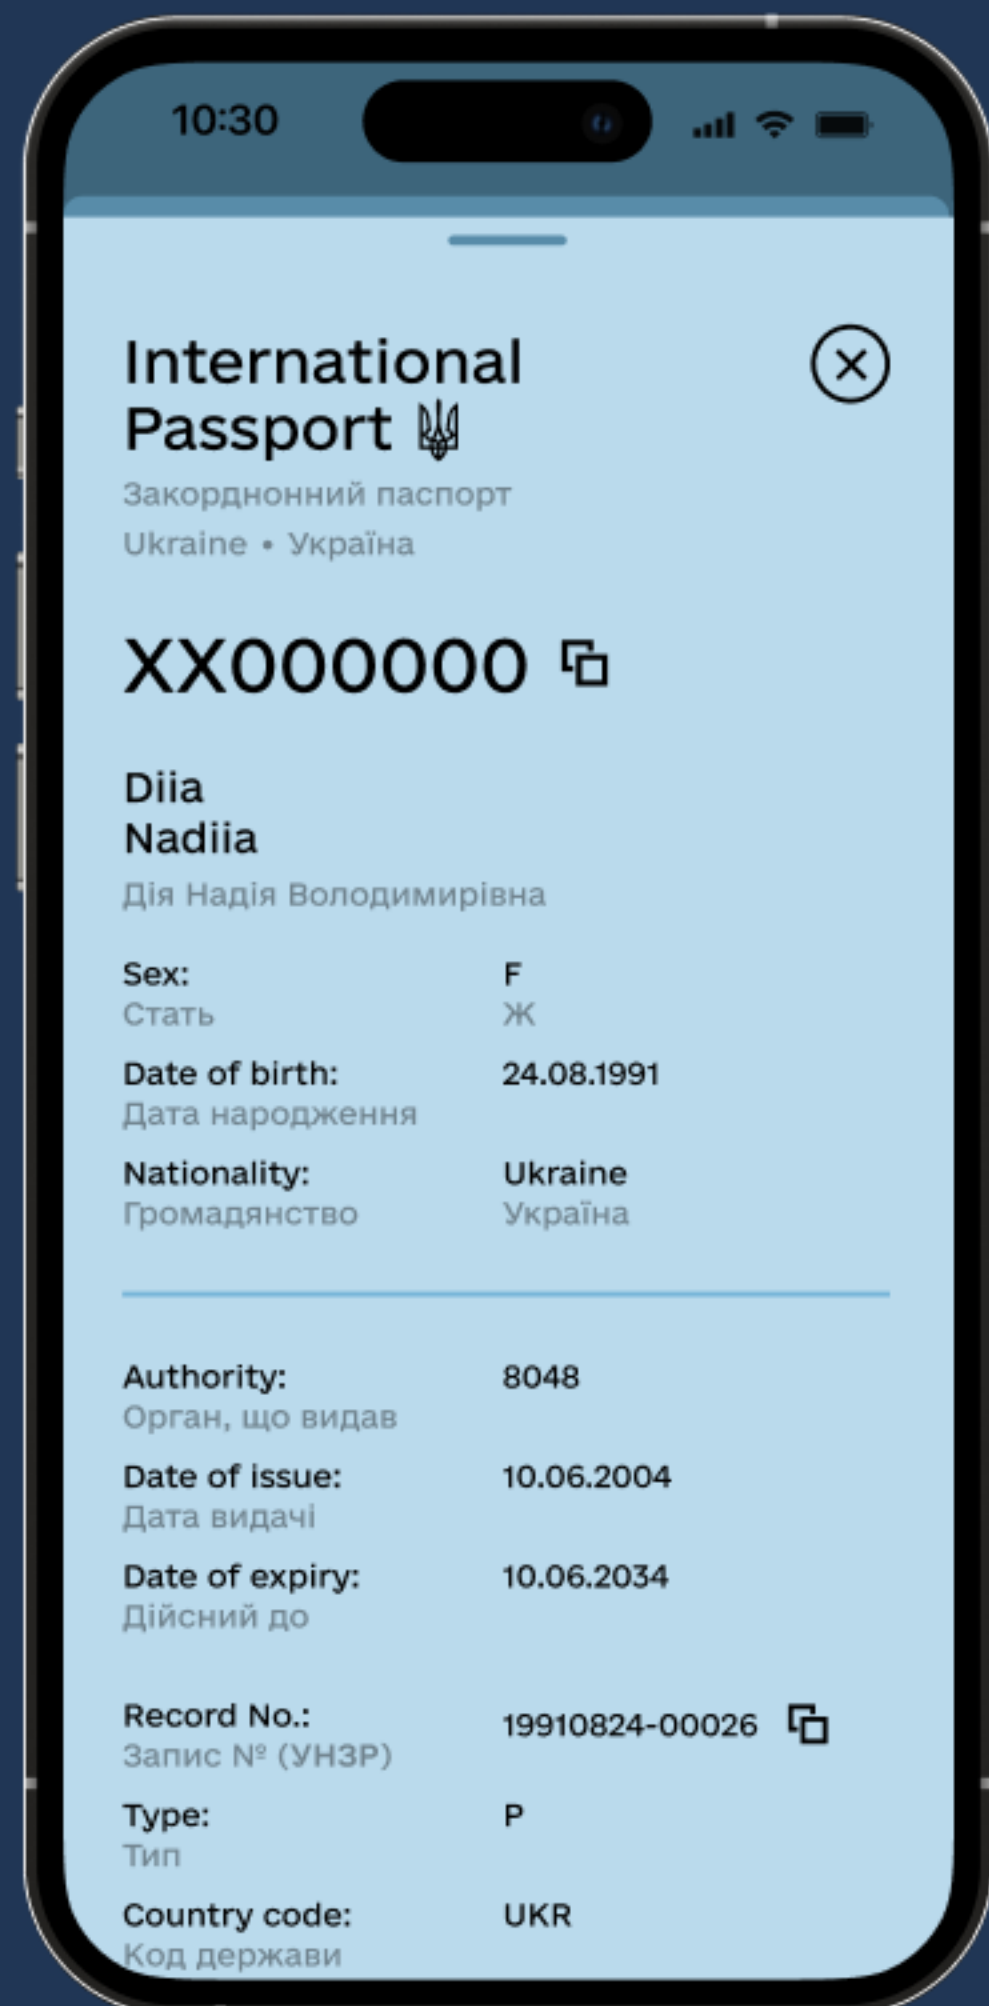 10:30
International
Passport
Закорднонний паспорт
Ukraine • Україна
XX000000
Diia
Nadiia
Дія Надія Володимирівна
Sex: F
Стать Ж
Date of birth: 24.08.1991
Дата народження
Nationality: Ukraine
Громадянство Україна
Authority: 8048
Орган, що видав
Date of issue: 10.06.2004
Дата видачі
Date of expiry: 10.06.2034
Дійсний до
Record No.: 19910824-00026
Запис № (УНЗР)
Type: P
Тип
Country code: UKR
Код держави